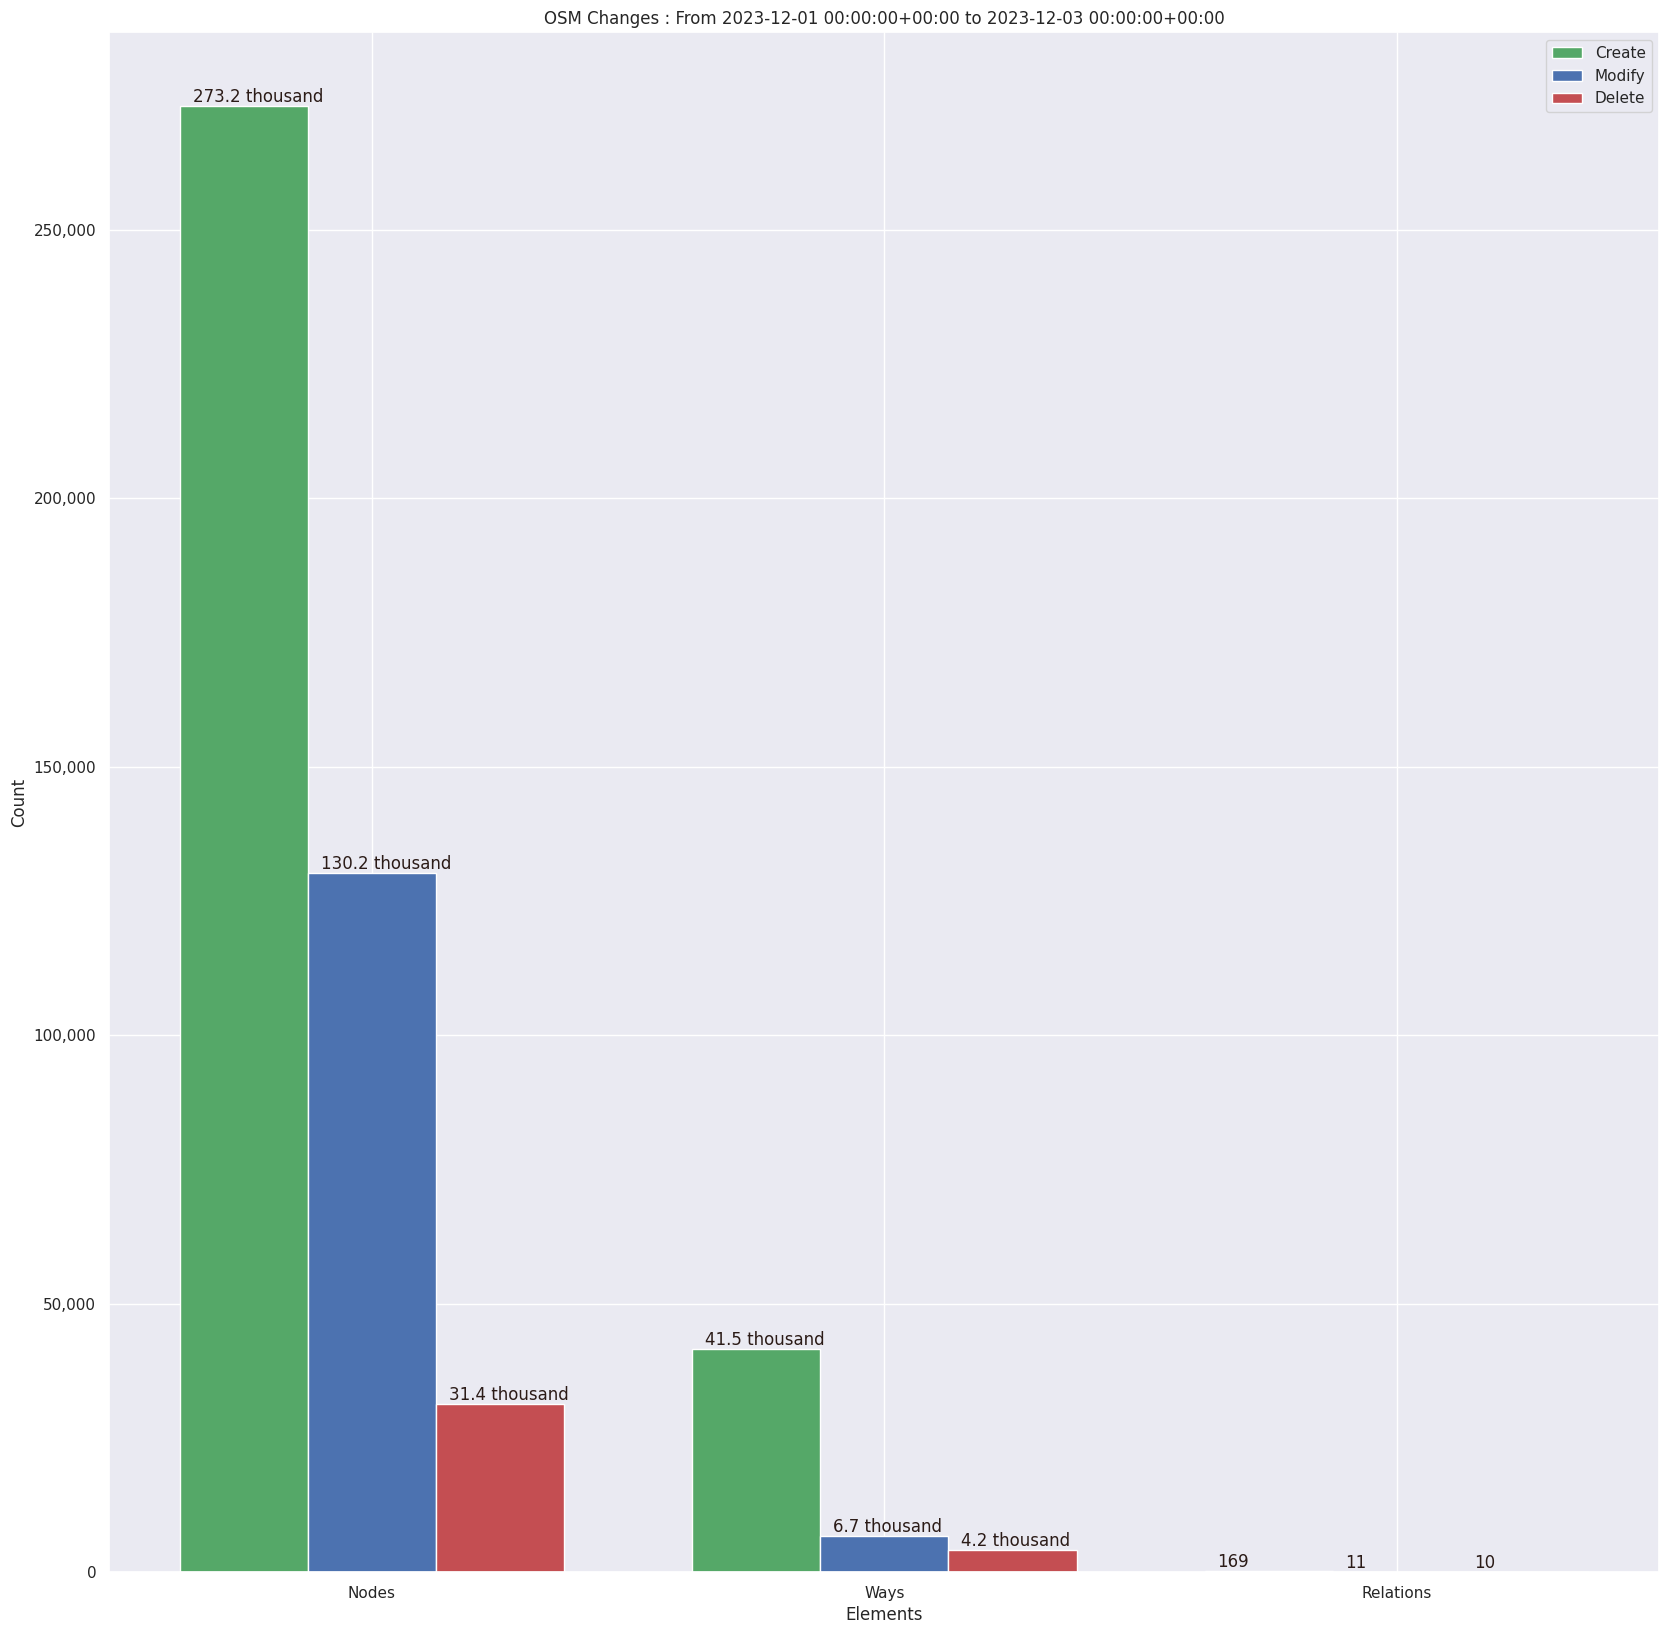 OSM Changes : From 2023-12-01 00:00:00+00:00 to 2023-12-03 00:00:00+00:00
Create
Modify
Delete
273.2 thousand
250,000
200,000
150,000
Count
130.2 thousand
100,000
50,000
41.5 thousand
31.4 thousand
6.7 thousand
4.2 thousand
169
11
10
0
Nodes
Ways
Relations
Elements